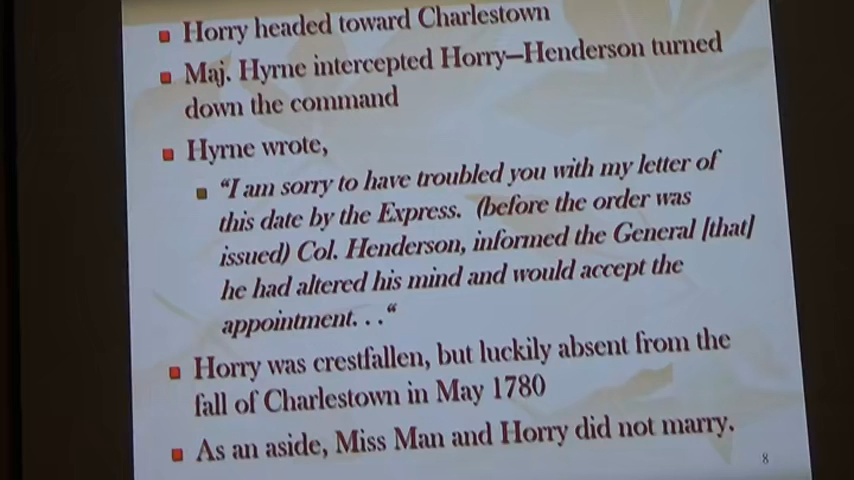 Horry headed toward Charlestown
Maj. Hyrne intercepted Horry—Henderson turned
down the command
Hyrne wrote,
"I am sorry to have troubled you with my letter of
this date by the Express. (before the order was
issued) Col. Henderson, informed the General [that]
he had altered his mind and would accept the
appointment. . ."
Horry was crestfallen, but luckily absent from the
fall of Charlestown in May 1780
As an aside, Miss Man and Horry did not marry.
8